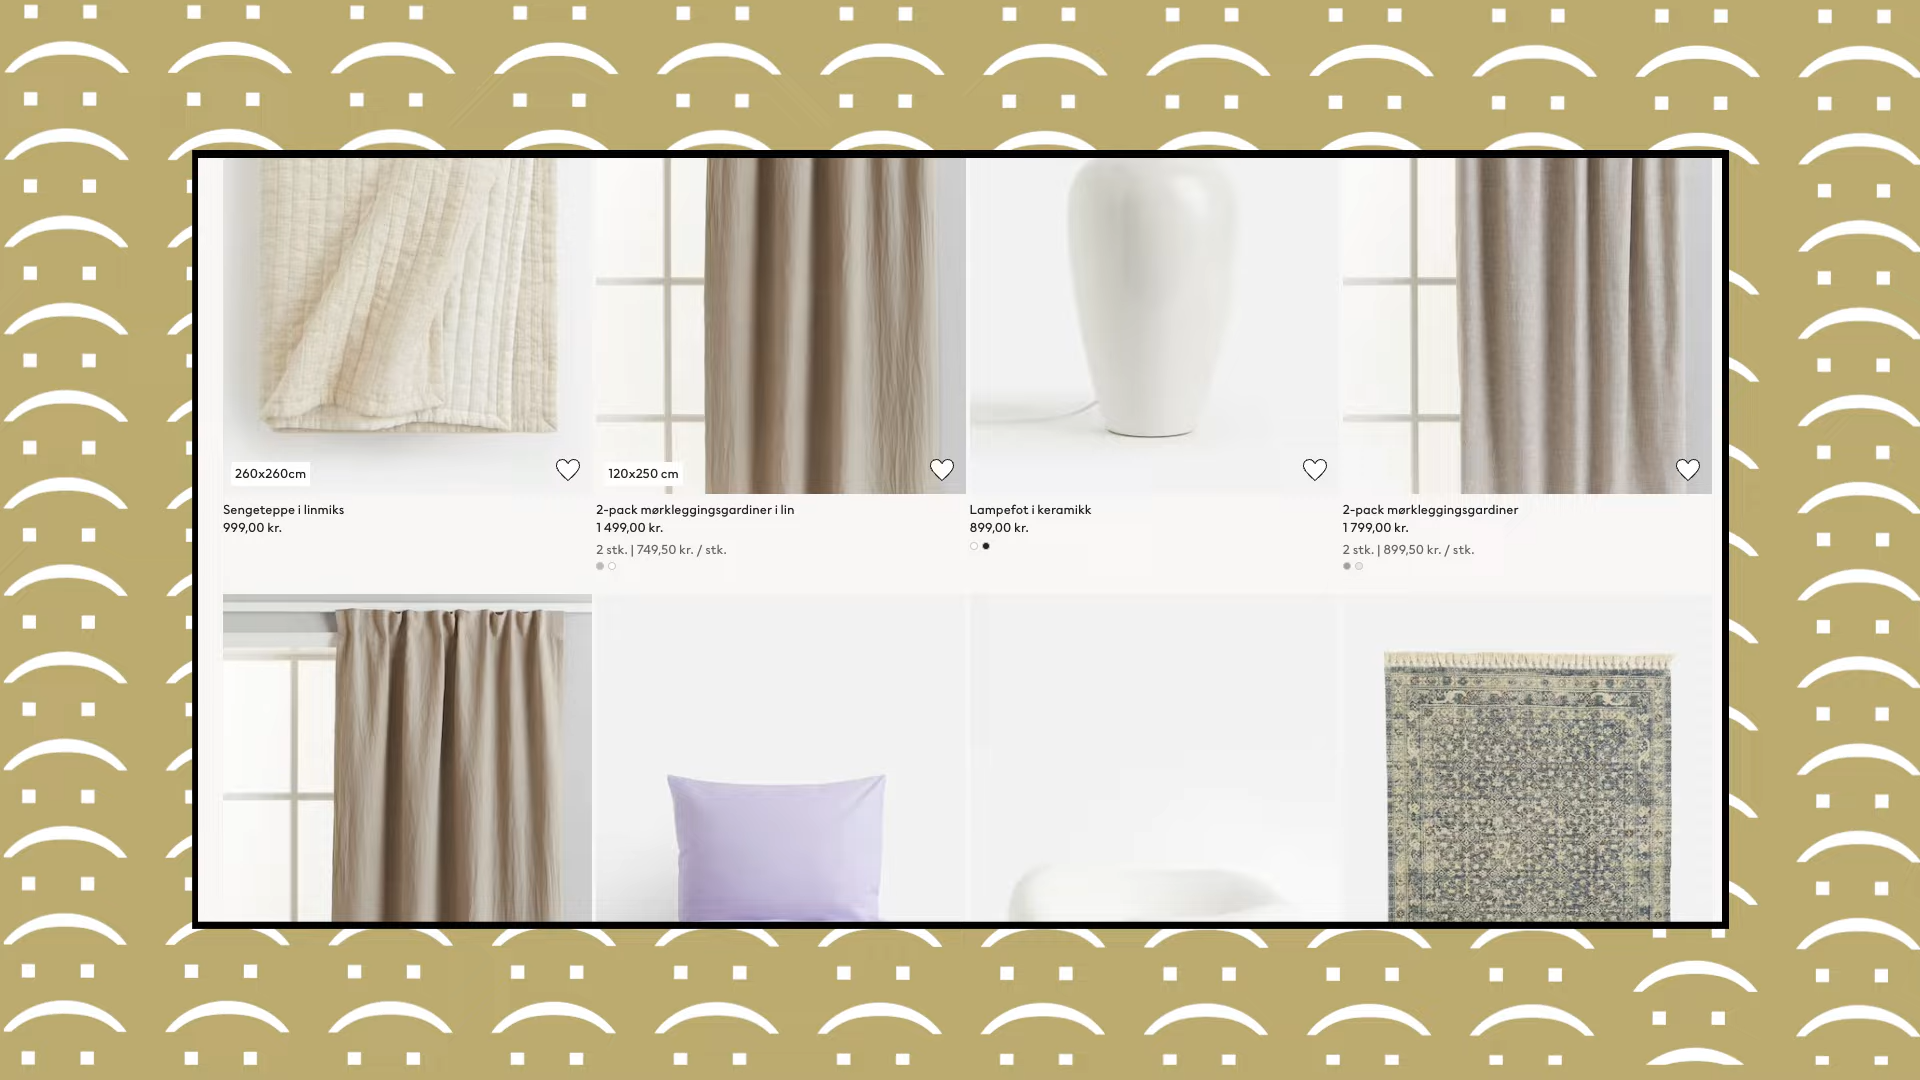 260x260cm
120x250 cm
Sengeteppe i linmiks
999,00 kr.
2-pack mørkleggingsgardiner i lin
1 499,00 kr.
2 stk. | 749,50 kr. / stk.
Lampefot i keramikk
899,00 kr.
2-pack mørkleggingsgardiner
1 799,00 kr.
2 stk. | 899,50 kr. / stk.